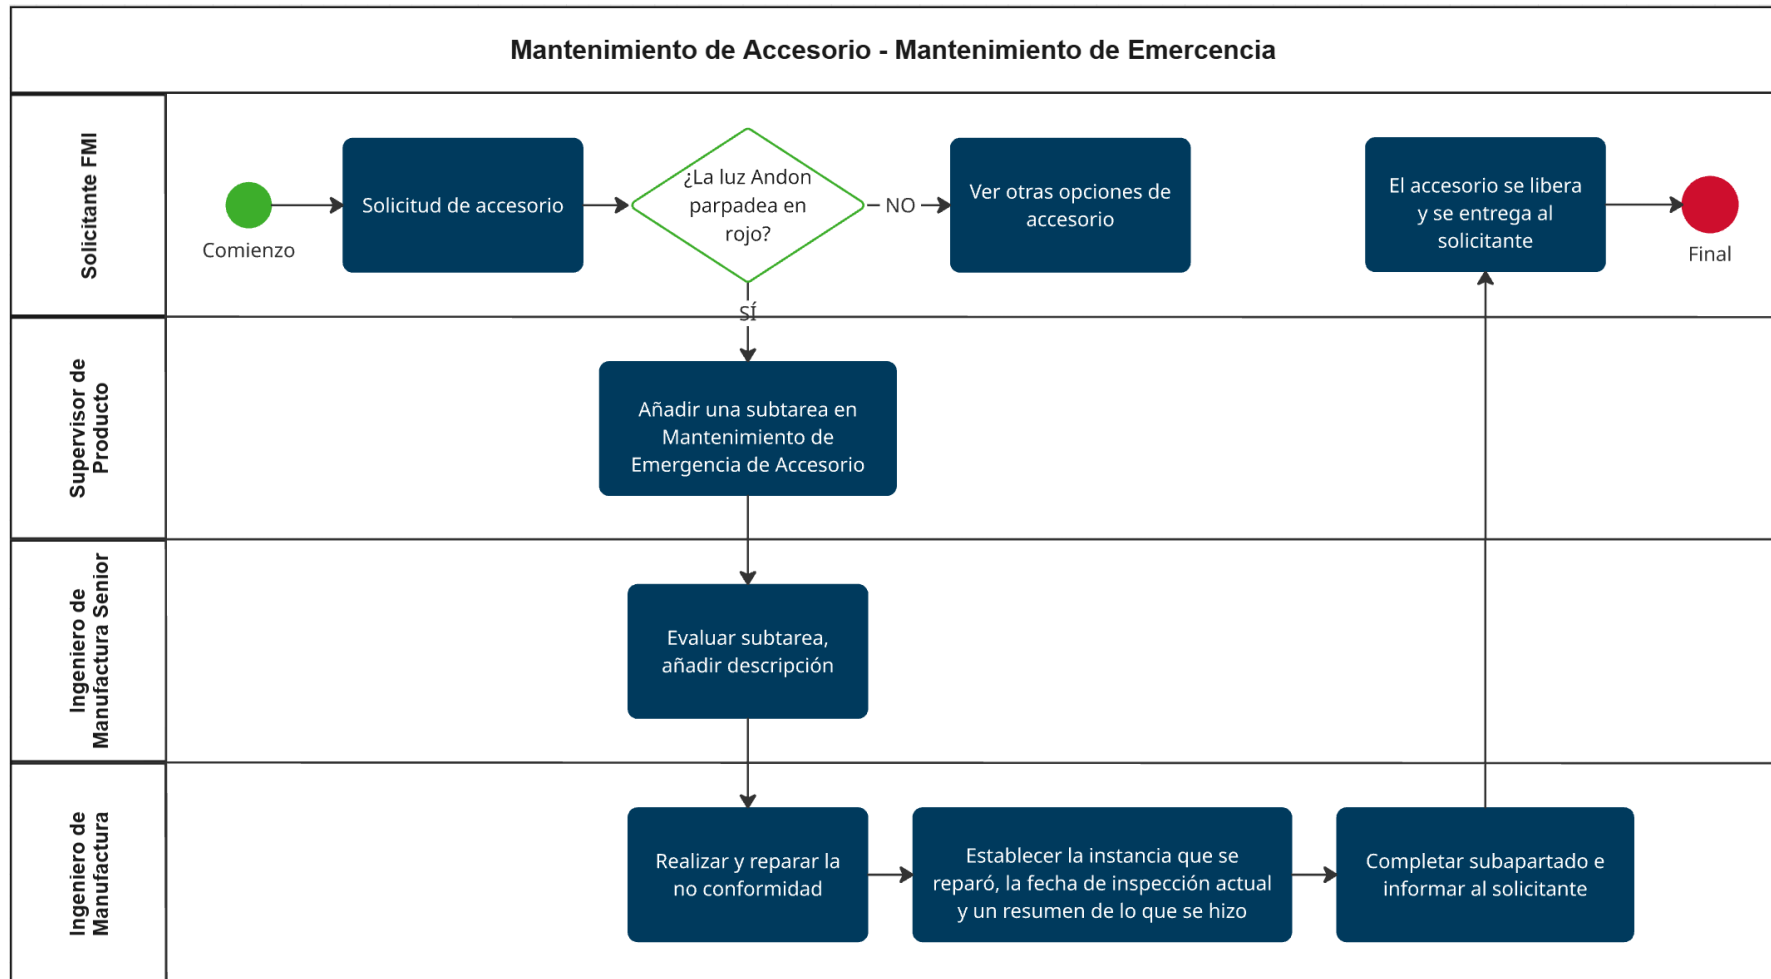 Mantenimiento de Accesorio - Mantenimiento de Emercencia
Solicitante FMI
Comienzo
Solicitud de accesorio
¿La luz Andon
parpadea en
rojo?
NO
Ver otras opciones de
accesorio
El accesorio se libera
y se entrega al
solicitante
Final
SÍ
Supervisor de
Producto
Añadir una subtarea en
Mantenimiento de
Emergencia de Accesorio
Ingeniero de
Manufactura Senior
Evaluar subtarea,
añadir descripción
Ingeniero de
Manufactura
Realizar y reparar la
no conformidad
Establecer la instancia que se
reparó, la fecha de inspección actual
y un resumen de lo que se hizo
Completar subapartado e
informar al solicitante